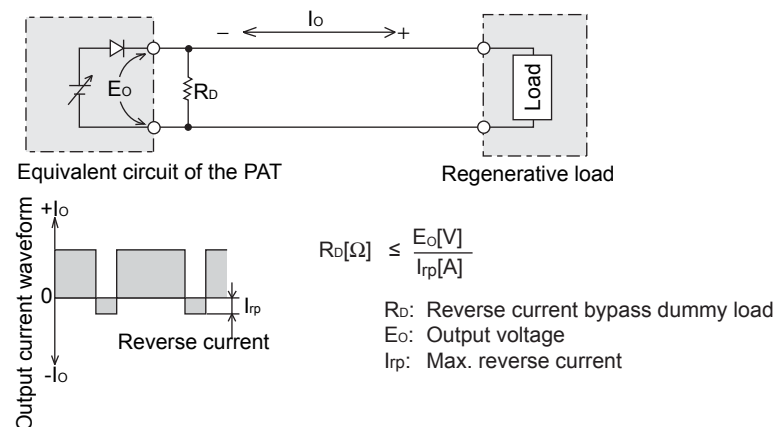 IO
− +
EO
RD
Load
Equivalent circuit of the PAT
Regenerative load
Output current waveform
+IO
0
-IO
Irp
Reverse current
RD[Ω] ≤ EO[V]
Irp[A]
RD: Reverse current bypass dummy load
EO: Output voltage
Irp: Max. reverse current